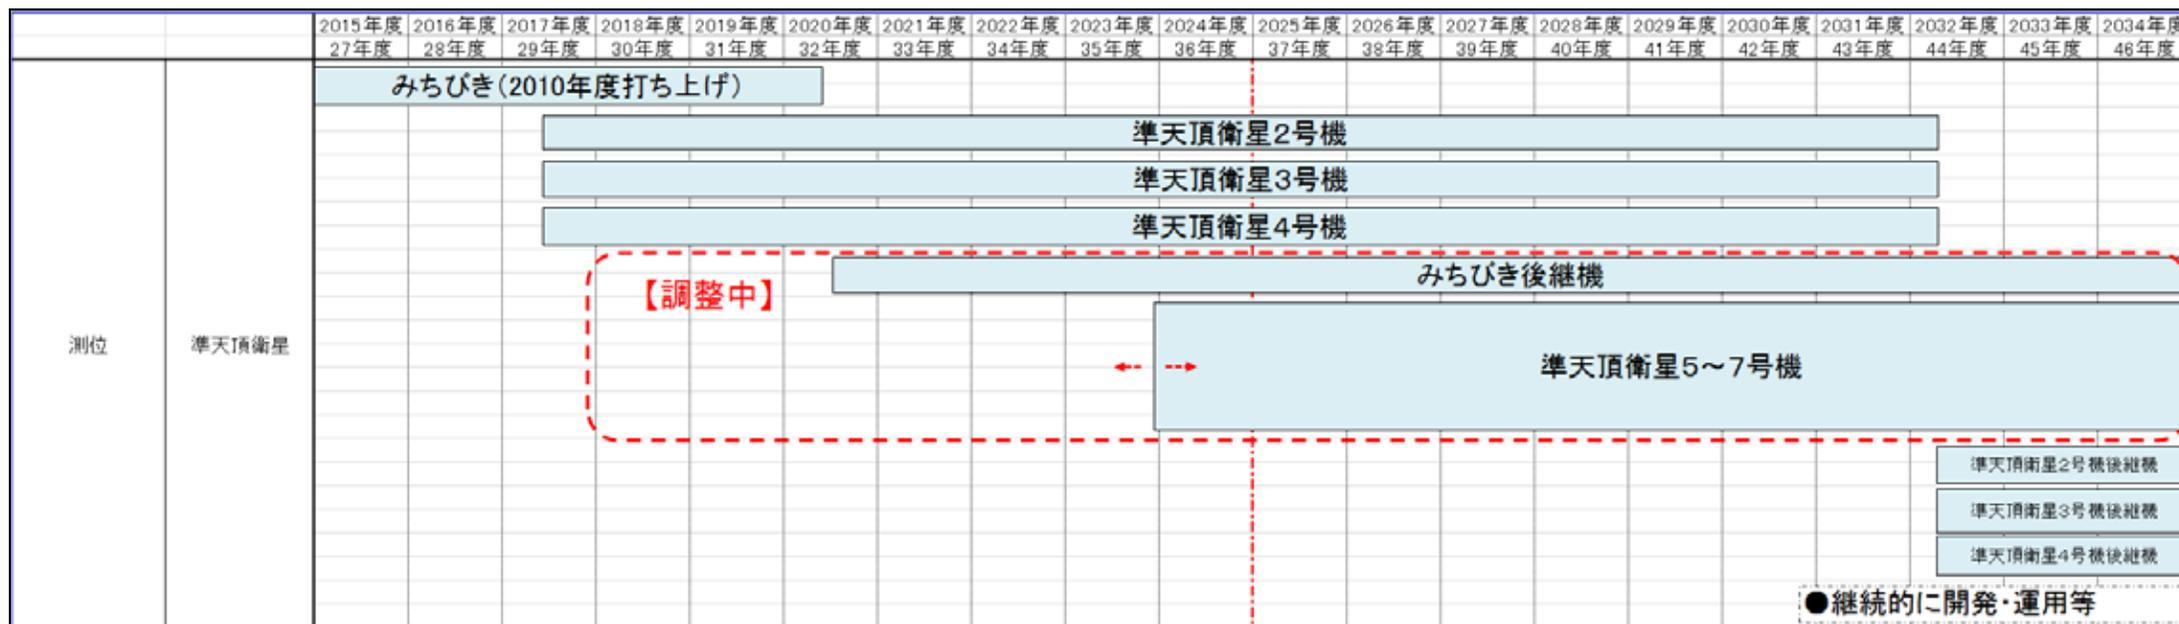 2015年度 2016年度 2017年度 2018年度 2019年度 2020年度 2021年度 2022年度 2023年度 2024年度 2025年度 2026年度 2027年度 2028年度 2029年度 2030年度 2031年度 2032年度 2033年度 2034年度
27年度 28年度 29年度 30年度 31年度 32年度 33年度 34年度 35年度 36年度 37年度 38年度 39年度 40年度 41年度 42年度 43年度 44年度 45年度 46年度
みちびき(2010年度打ち上げ)
準天頂衛星2号機
準天頂衛星3号機
準天頂衛星4号機
みちびき後継機
【調整中】
測位
準天頂衛星
準天頂衛星5~7号機
準天頂衛星2号機後継機
準天頂衛星3号機後継機
準天頂衛星4号機後継機
●継続的に開発・運用等